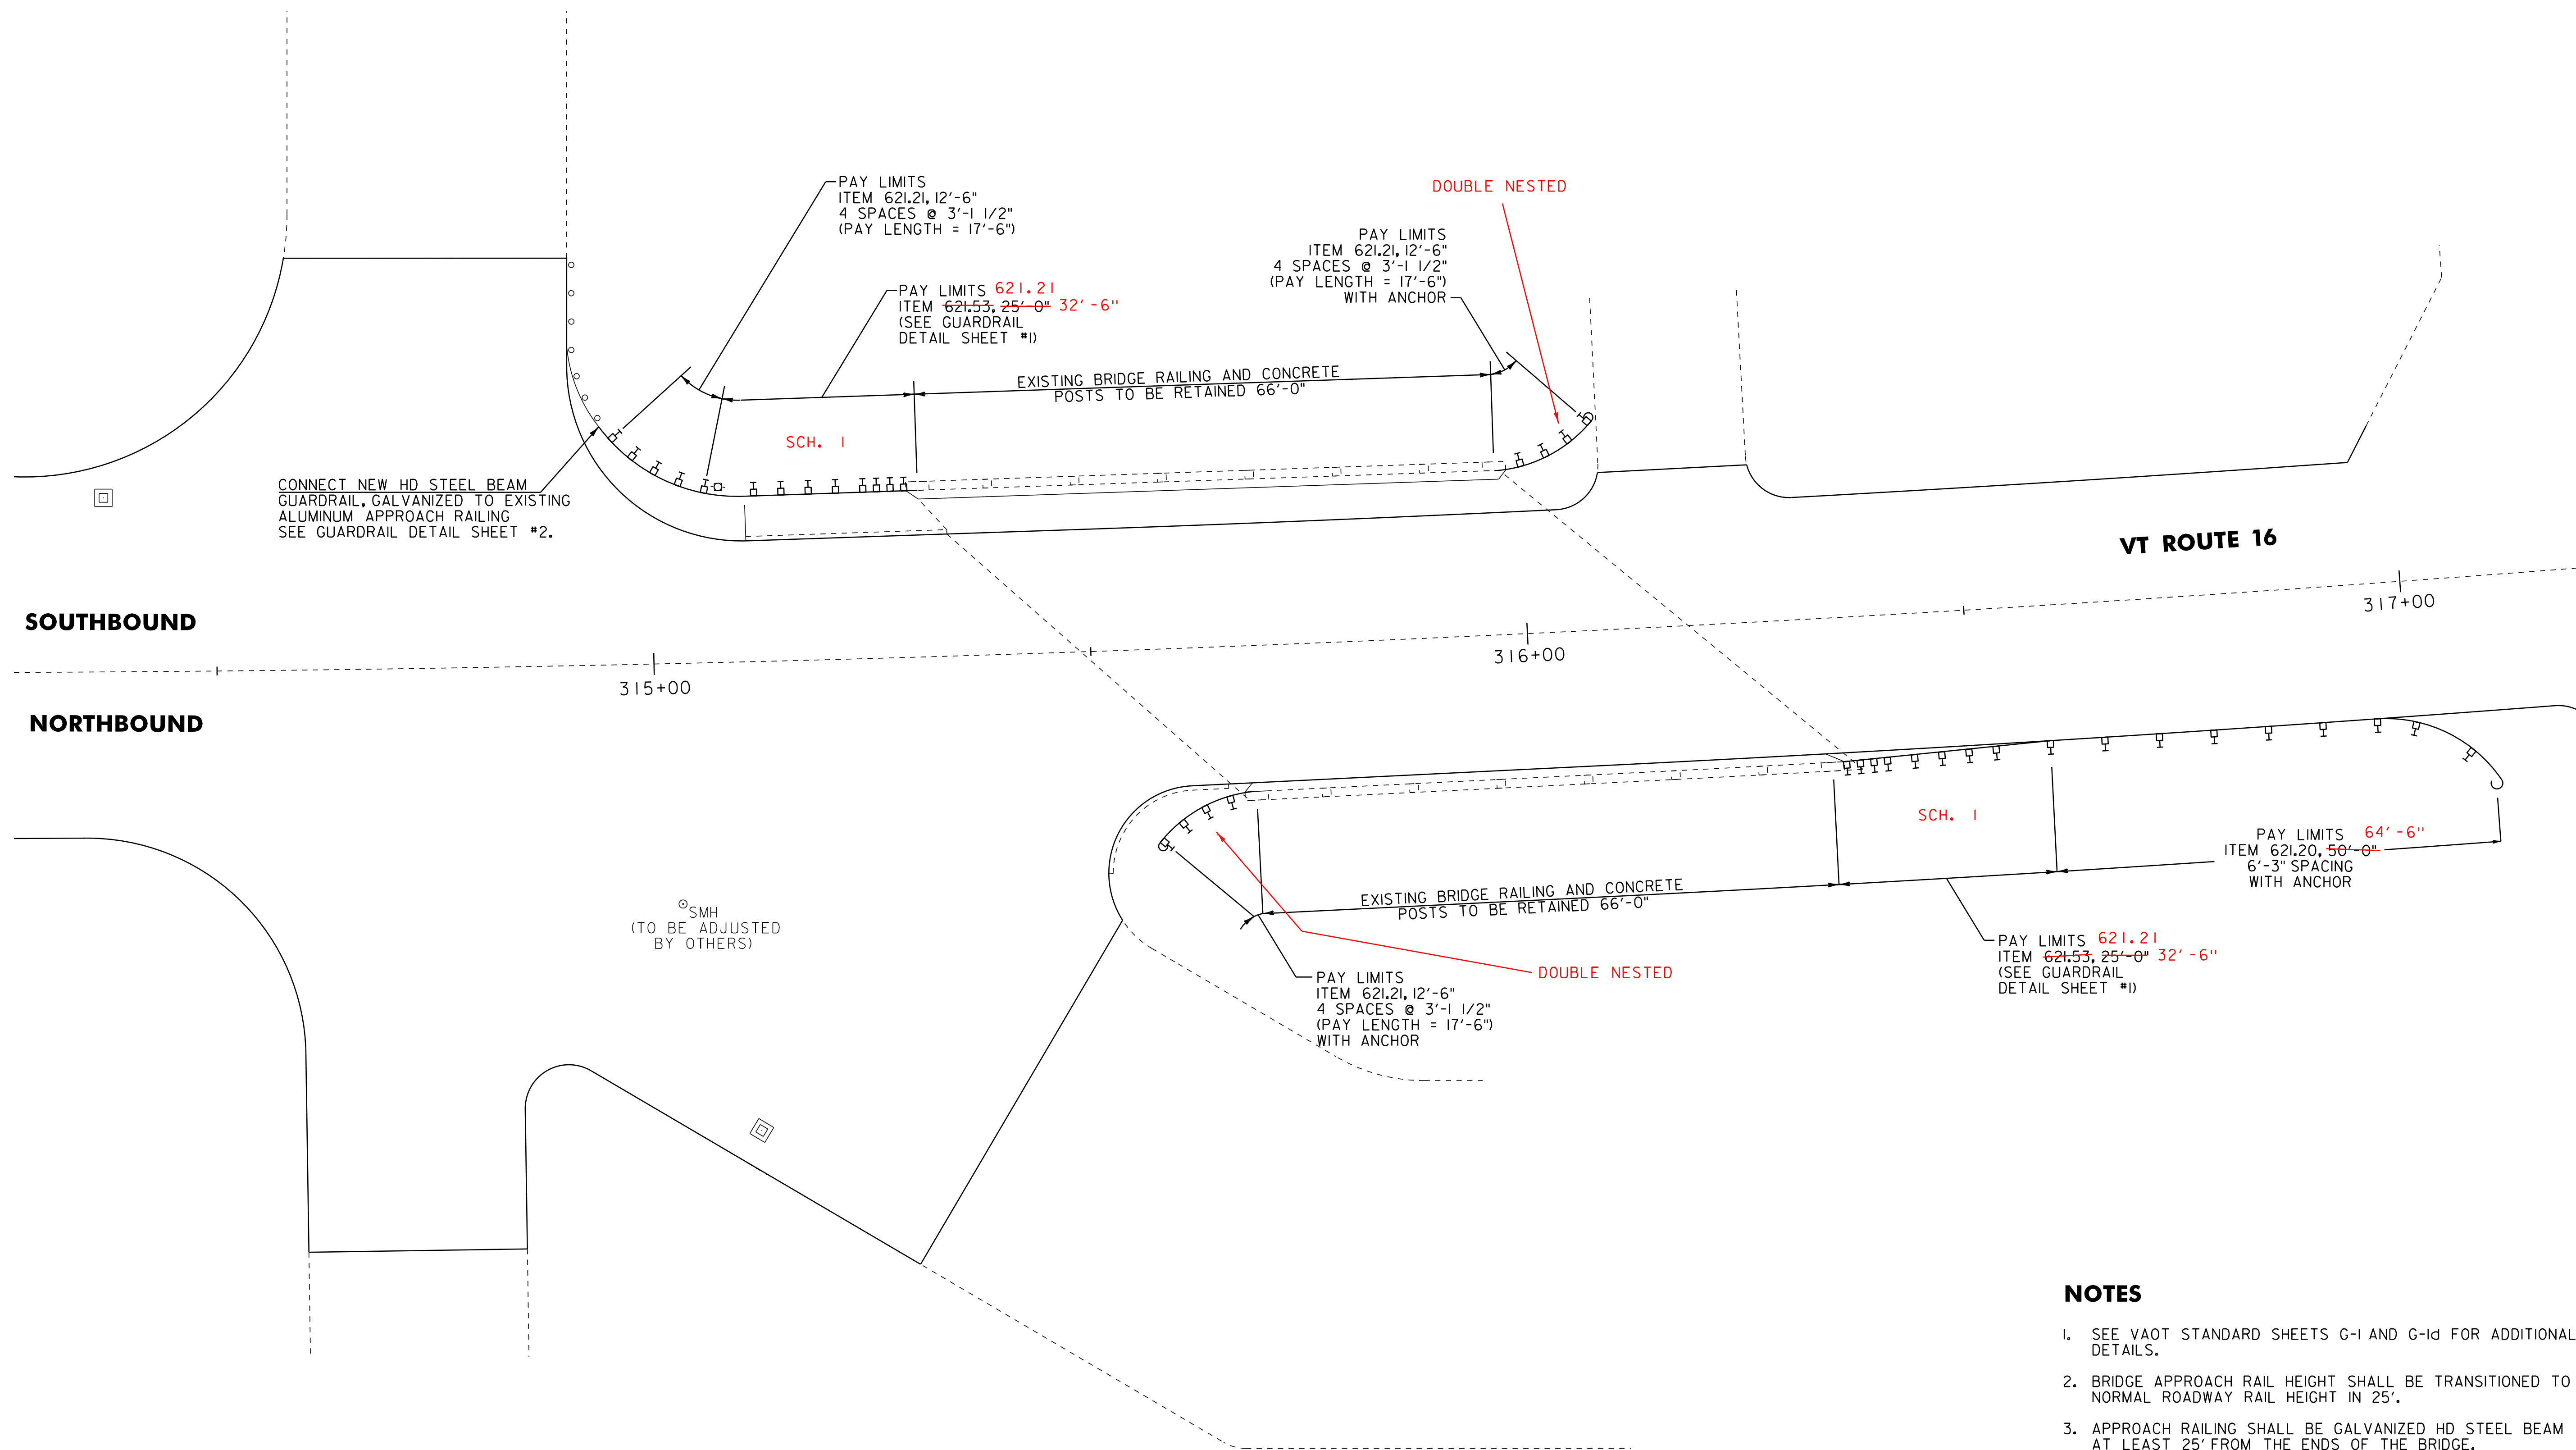 PAY LIMITS
ITEM 621.21, 12'-6"
4 SPACES @ 3'-1 1/2"
(PAY LENGTH = 17'-6")
DOUBLE NESTED
PAY LIMITS
ITEM 621.21, 12'-6"
4 SPACES @ 3'-1 1/2"
(PAY LENGTH = 17'-6")
WITH ANCHOR
PAY LIMITS 621.21
ITEM 621.53, 25'-0" 32'-6"
(SEE GUARDRAIL
DETAIL SHEET #1)
EXISTING BRIDGE RAILING AND CONCRETE
POSTS TO BE RETAINED 66'-0"
SCH. 1
CONNECT NEW HD STEEL BEAM
GUARDRAIL, GALVANIZED TO EXISTING
ALUMINUM APPROACH RAILING
SEE GUARDRAIL DETAIL SHEET #2.
VT ROUTE 16
SOUTHBOUND
317+00
316+00
315+00
NORTHBOUND
SCH. 1
PAY LIMITS 64'-6"
ITEM 621.20, 50'-0"
6'-3" SPACING
WITH ANCHOR
EXISTING BRIDGE RAILING AND CONCRETE
POSTS TO BE RETAINED 66'-0"
SMH
(TO BE ADJUSTED
BY OTHERS)
PAY LIMITS 621.21
ITEM 621.53, 25'-0" 32'-6"
(SEE GUARDRAIL
DETAIL SHEET #1)
DOUBLE NESTED
PAY LIMITS
ITEM 621.21, 12'-6"
4 SPACES @ 3'-1 1/2"
(PAY LENGTH = 17'-6")
WITH ANCHOR
NOTES
1. SEE VAOT STANDARD SHEETS G-1 AND G-1d FOR ADDITIONAL
DETAILS.
2. BRIDGE APPROACH RAIL HEIGHT SHALL BE TRANSITIONED TO
NORMAL ROADWAY RAIL HEIGHT IN 25'.
3. APPROACH RAILING SHALL BE GALVANIZED HD STEEL BEAM
AT LEAST 25' FROM THE ENDS OF THE BRIDGE.